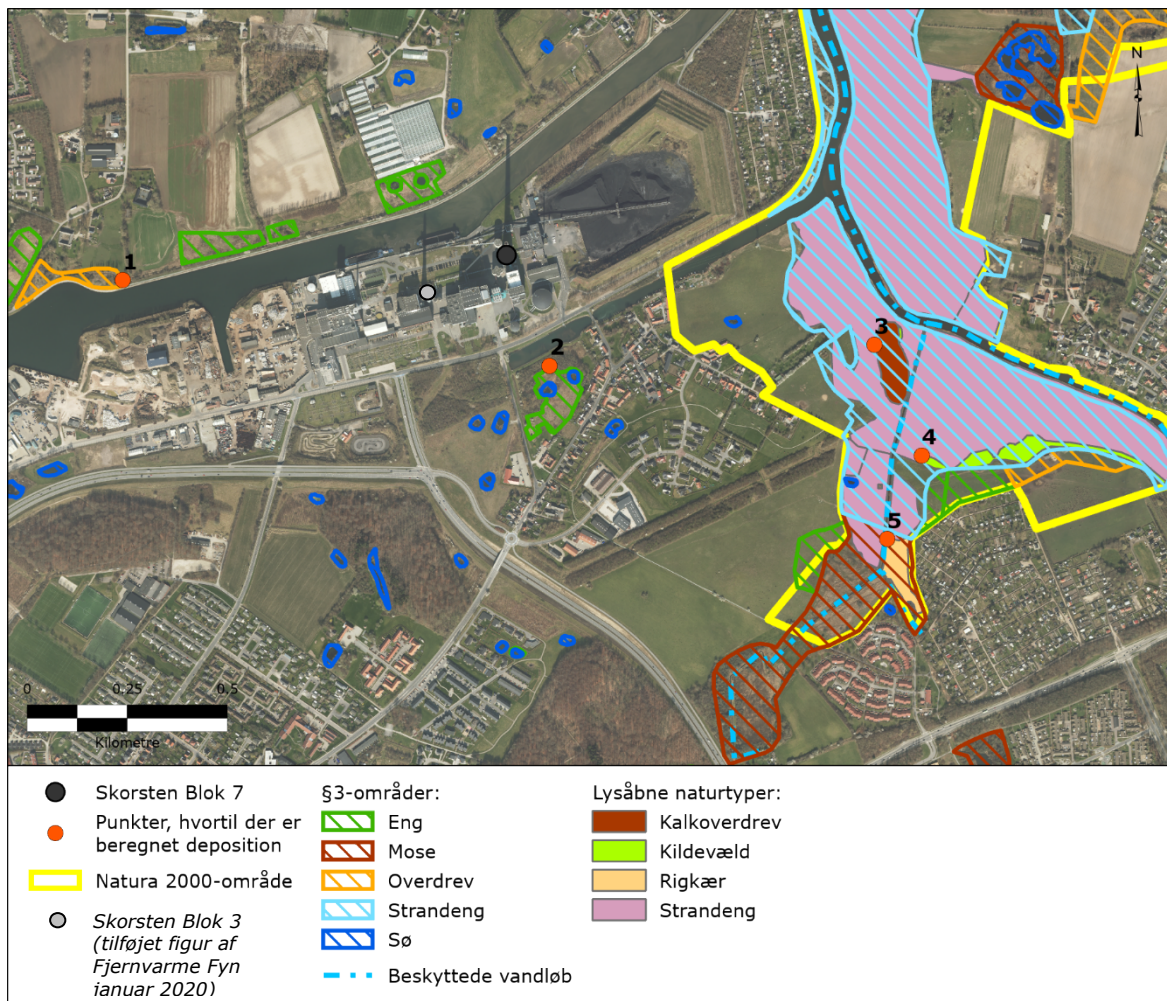 N
1
2
3
4
5
0
0.25
0.5
Kilometre
Skorsten Blok 7
Punkter, hvortil der er
beregnet deposition
Natura 2000-område
Skorsten Blok 3
(tilføjet figur af
Fjernvarme Fyn
januar 2020)
§3-områder:
Eng
Mose
Overdrev
Strandeng
Sø
Beskyttede vandløb
Lysåbne naturtyper:
Kalkoverdrev
Kildevæld
Rigkær
Strandeng